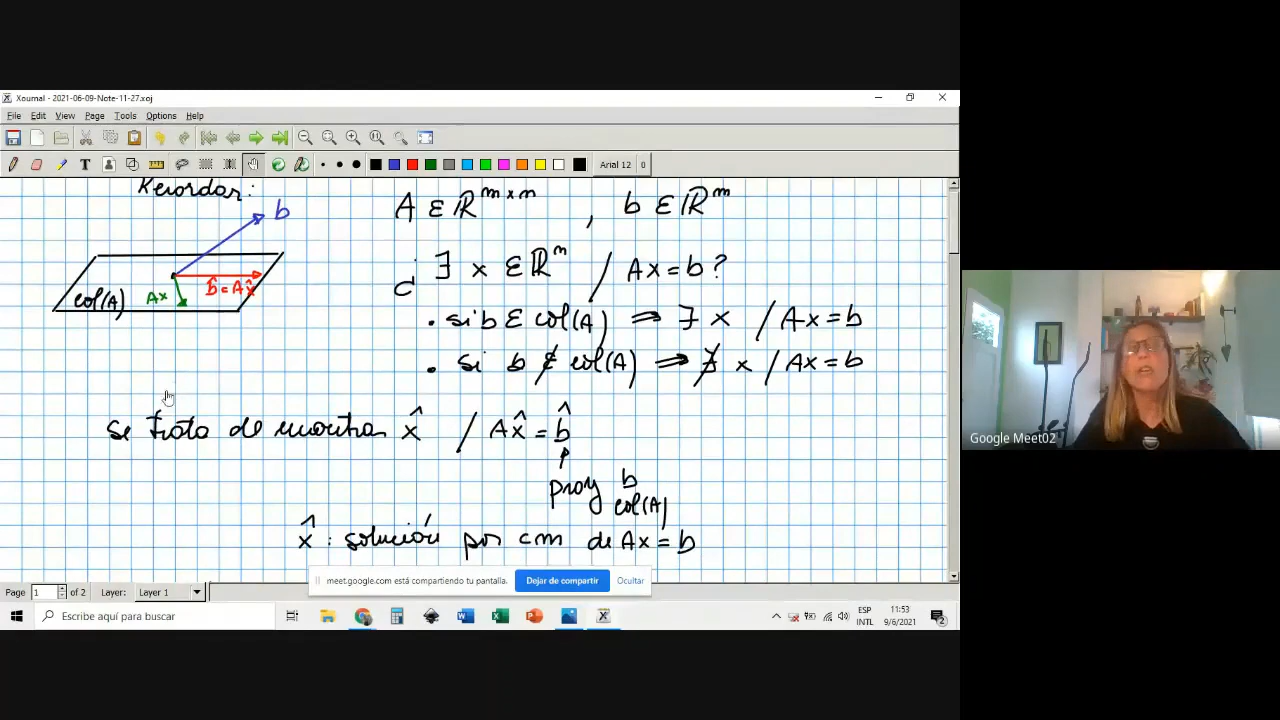 Xournal - 2021-06-09-Note-11-27.xoj
File Edit View Page Tools Options Help
Arial 12 0
Recordar:
A ∈ ℝ^{m×n} , b ∈ ℝ^m
b
¿ ∃ x ∈ ℝ^n / Ax = b ?
col(A) Ax b̂ = Ax̂
• si b ∈ col(A) ⇒ ∃ x / Ax = b
• si b ∉ col(A) ⇒ ∄ x / Ax = b
Se trata de encontrar x̂ / Ax̂ = b̂
proy b
col(A)
x̂ : solución por cm de Ax = b
meet.google.com está compartiendo tu pantalla. Dejar de compartir Ocultar
Page 1 of 2 Layer: Layer 1
Escribe aquí para buscar
ESP 11:53
INTL 9/6/2021
2
Google Meet02